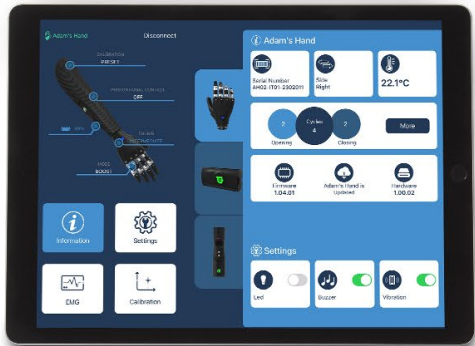 Adam's Hand
Disconnect
CALIBRATION
PRESET
PROPORTIONAL CONTROL
OFF
MODE
BOOST
Information
Settings
EMG
Calibration
Adam's Hand
Serial Number
AH02-IT01-2302011
Side
Right
22.1°C
2
Opening
Cycles
4
2
Closing
More
Firmware
1.04.01
Adam's Hand is
Updated
Hardware
1.00.02
Settings
Led
Buzzer
Vibration